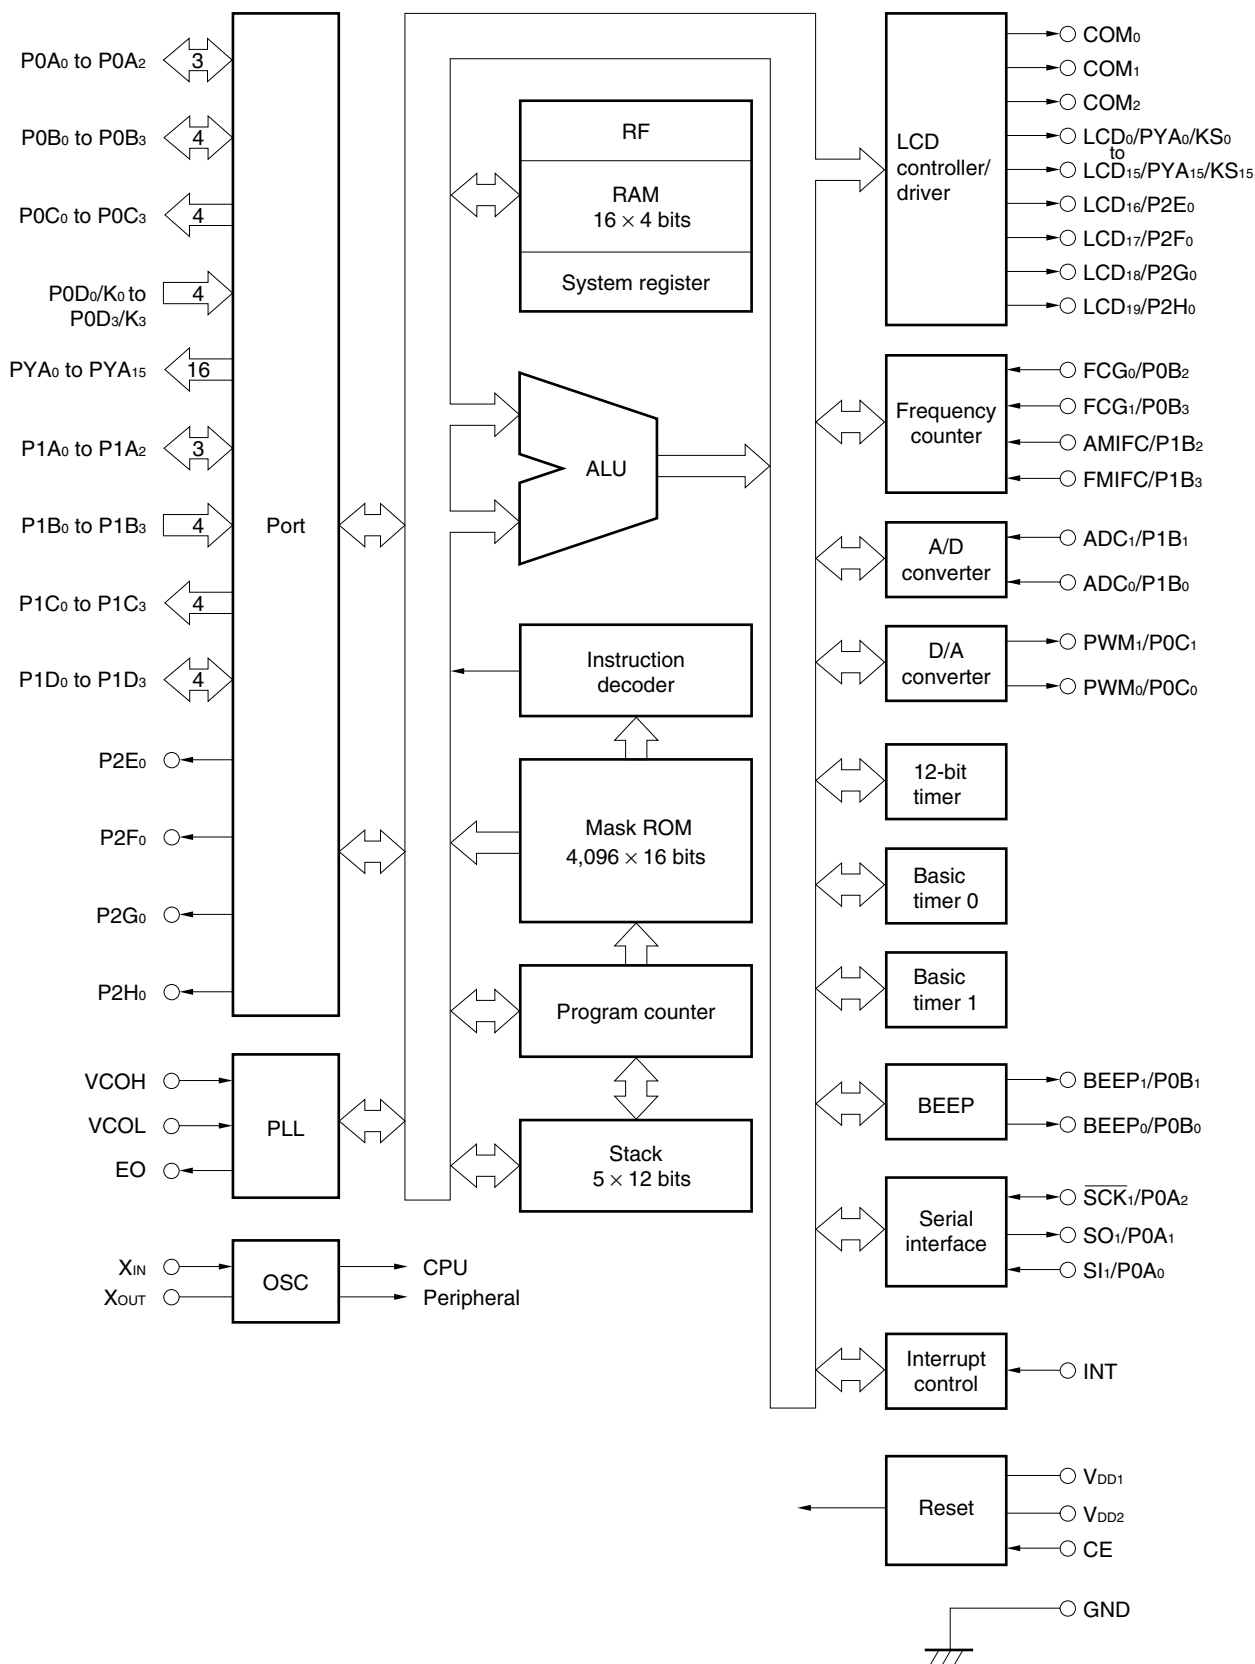 P0A₀ to P0A₂
3
P0B₀ to P0B₃
4
P0C₀ to P0C₃
4
P0D₀/K₀ to
P0D₃/K₃
4
PYA₀ to PYA₁₅
16
P1A₀ to P1A₂
3
P1B₀ to P1B₃
4
P1C₀ to P1C₃
4
P1D₀ to P1D₃
4
P2E₀
P2F₀
P2G₀
P2H₀
Port
VCOH
VCOL
EO
PLL
XIN
XOUT
OSC
CPU
Peripheral
RF
RAM
16 × 4 bits
System register
ALU
Instruction
decoder
Mask ROM
4,096 × 16 bits
Program counter
Stack
5 × 12 bits
LCD
controller/
driver
COM₀
COM₁
COM₂
LCD₀/PYA₀/KS₀
to
LCD₁₅/PYA₁₅/KS₁₅
LCD₁₆/P2E₀
LCD₁₇/P2F₀
LCD₁₈/P2G₀
LCD₁₉/P2H₀
Frequency
counter
FCG₀/P0B₂
FCG₁/P0B₃
AMIFC/P1B₂
FMIFC/P1B₃
A/D
converter
ADC₁/P1B₁
ADC₀/P1B₀
D/A
converter
PWM₁/P0C₁
PWM₀/P0C₀
12-bit
timer
Basic
timer 0
Basic
timer 1
BEEP
BEEP₁/P0B₁
BEEP₀/P0B₀
Serial
interface
S̅C̅K̅₁/P0A₂
SO₁/P0A₁
SI₁/P0A₀
Interrupt
control
INT
Reset
VDD1
VDD2
CE
GND